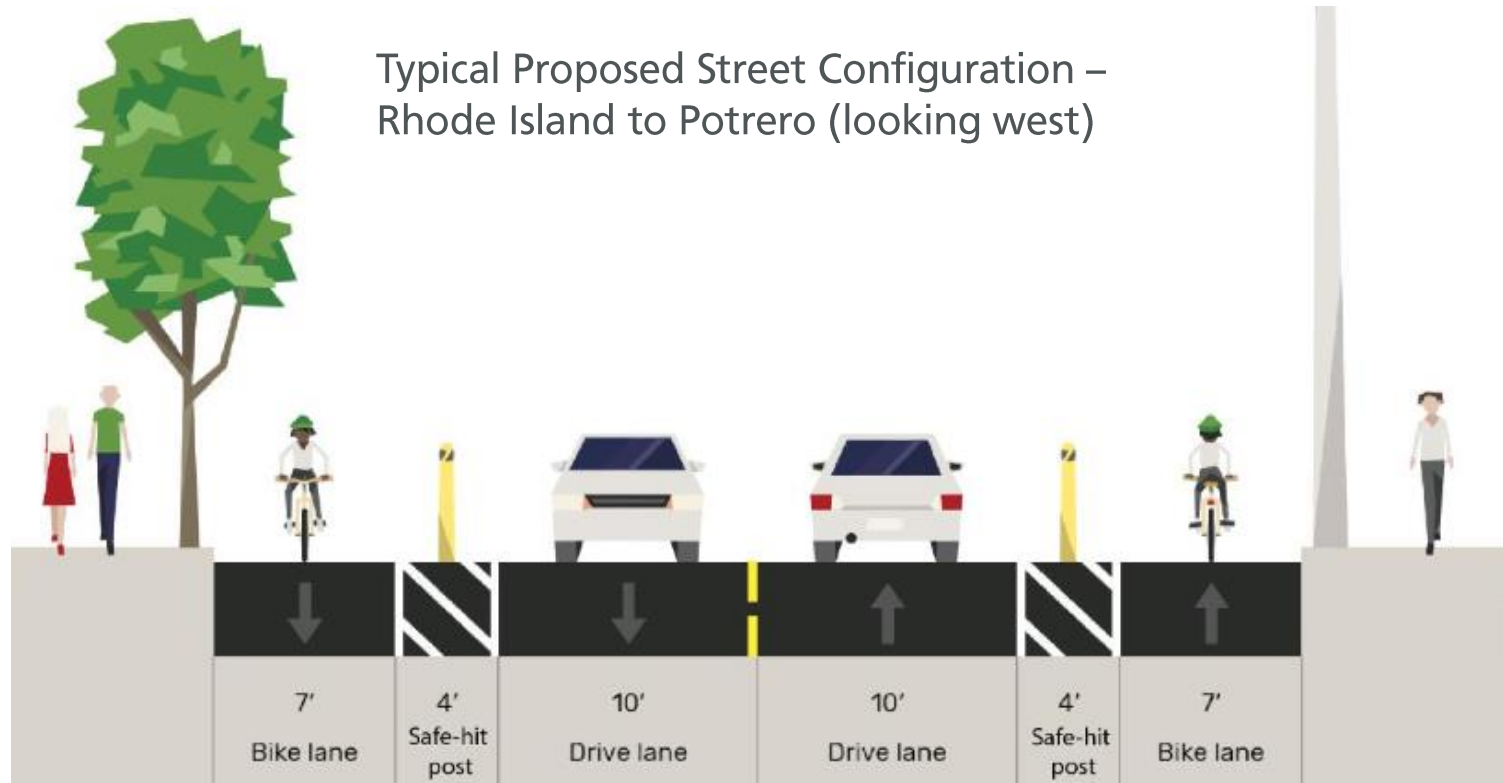 Typical Proposed Street Configuration –
Rhode Island to Potrero (looking west)
7′
Bike lane
4′
Safe-hit
post
10′
Drive lane
10′
Drive lane
4′
Safe-hit
post
7′
Bike lane